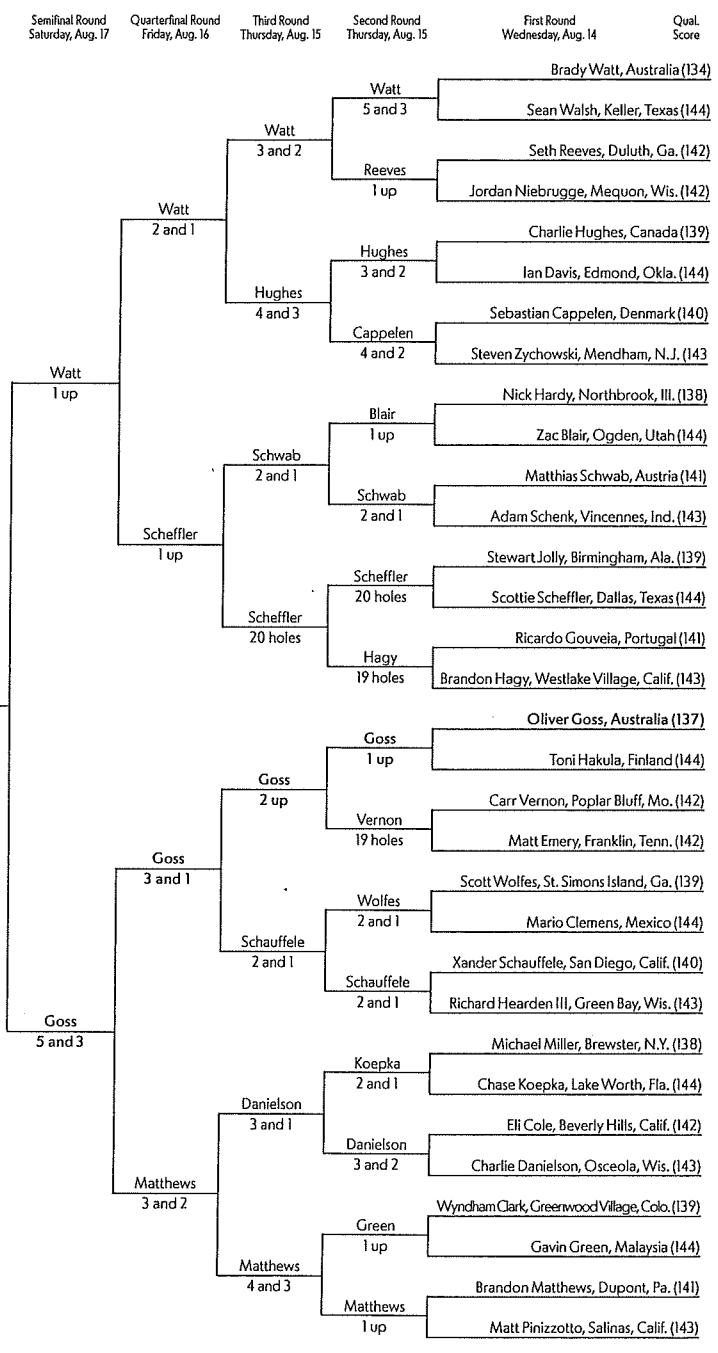 Semifinal Round Quarterfinal Round Third Round Second Round First Round Qual.
Saturday, Aug. 17 Friday, Aug. 16 Thursday, Aug. 15 Thursday, Aug. 15 Wednesday, Aug. 14 Score
Brady Watt, Australia (134)
Watt
5 and 3
Sean Walsh, Keller, Texas (144)
Watt
3 and 2
Seth Reeves, Duluth, Ga. (142)
Reeves
1 up
Jordan Niebrugge, Mequon, Wis. (142)
Watt
2 and 1
Charlie Hughes, Canada (139)
Hughes
3 and 2
Ian Davis, Edmond, Okla. (144)
Hughes
4 and 3
Sebastian Cappelen, Denmark (140)
Cappelen
4 and 2
Steven Zychowski, Mendham, N.J. (143
Watt
1 up
Nick Hardy, Northbrook, Ill. (138)
Blair
1 up
Zac Blair, Ogden, Utah (144)
Schwab
2 and 1
Matthias Schwab, Austria (141)
Schwab
2 and 1
Adam Schenk, Vincennes, Ind. (143)
Scheffler
1 up
Stewart Jolly, Birmingham, Ala. (139)
Scheffler
20 holes
Scottie Scheffler, Dallas, Texas (144)
Scheffler
20 holes
Ricardo Gouveia, Portugal (141)
Hagy
19 holes
Brandon Hagy, Westlake Village, Calif. (143)
Oliver Goss, Australia (137)
Goss
1 up
Toni Hakula, Finland (144)
Goss
2 up
Carr Vernon, Poplar Bluff, Mo. (142)
Vernon
19 holes
Matt Emery, Franklin, Tenn. (142)
Goss
3 and 1
Scott Wolfes, St. Simons Island, Ga. (139)
Wolfes
2 and 1
Mario Clemens, Mexico (144)
Schauffele
2 and 1
Xander Schauffele, San Diego, Calif. (140)
Schauffele
2 and 1
Richard Hearden III, Green Bay, Wis. (143)
Goss
5 and 3
Michael Miller, Brewster, N.Y. (138)
Koepka
2 and 1
Chase Koepka, Lake Worth, Fla. (144)
Danielson
3 and 1
Eli Cole, Beverly Hills, Calif. (142)
Danielson
3 and 2
Charlie Danielson, Osceola, Wis. (143)
Matthews
3 and 2
Wyndham Clark, Greenwood Village, Colo. (139)
Green
1 up
Gavin Green, Malaysia (144)
Matthews
4 and 3
Brandon Matthews, Dupont, Pa. (141)
Matthews
1 up
Matt Pinizzotto, Salinas, Calif. (143)